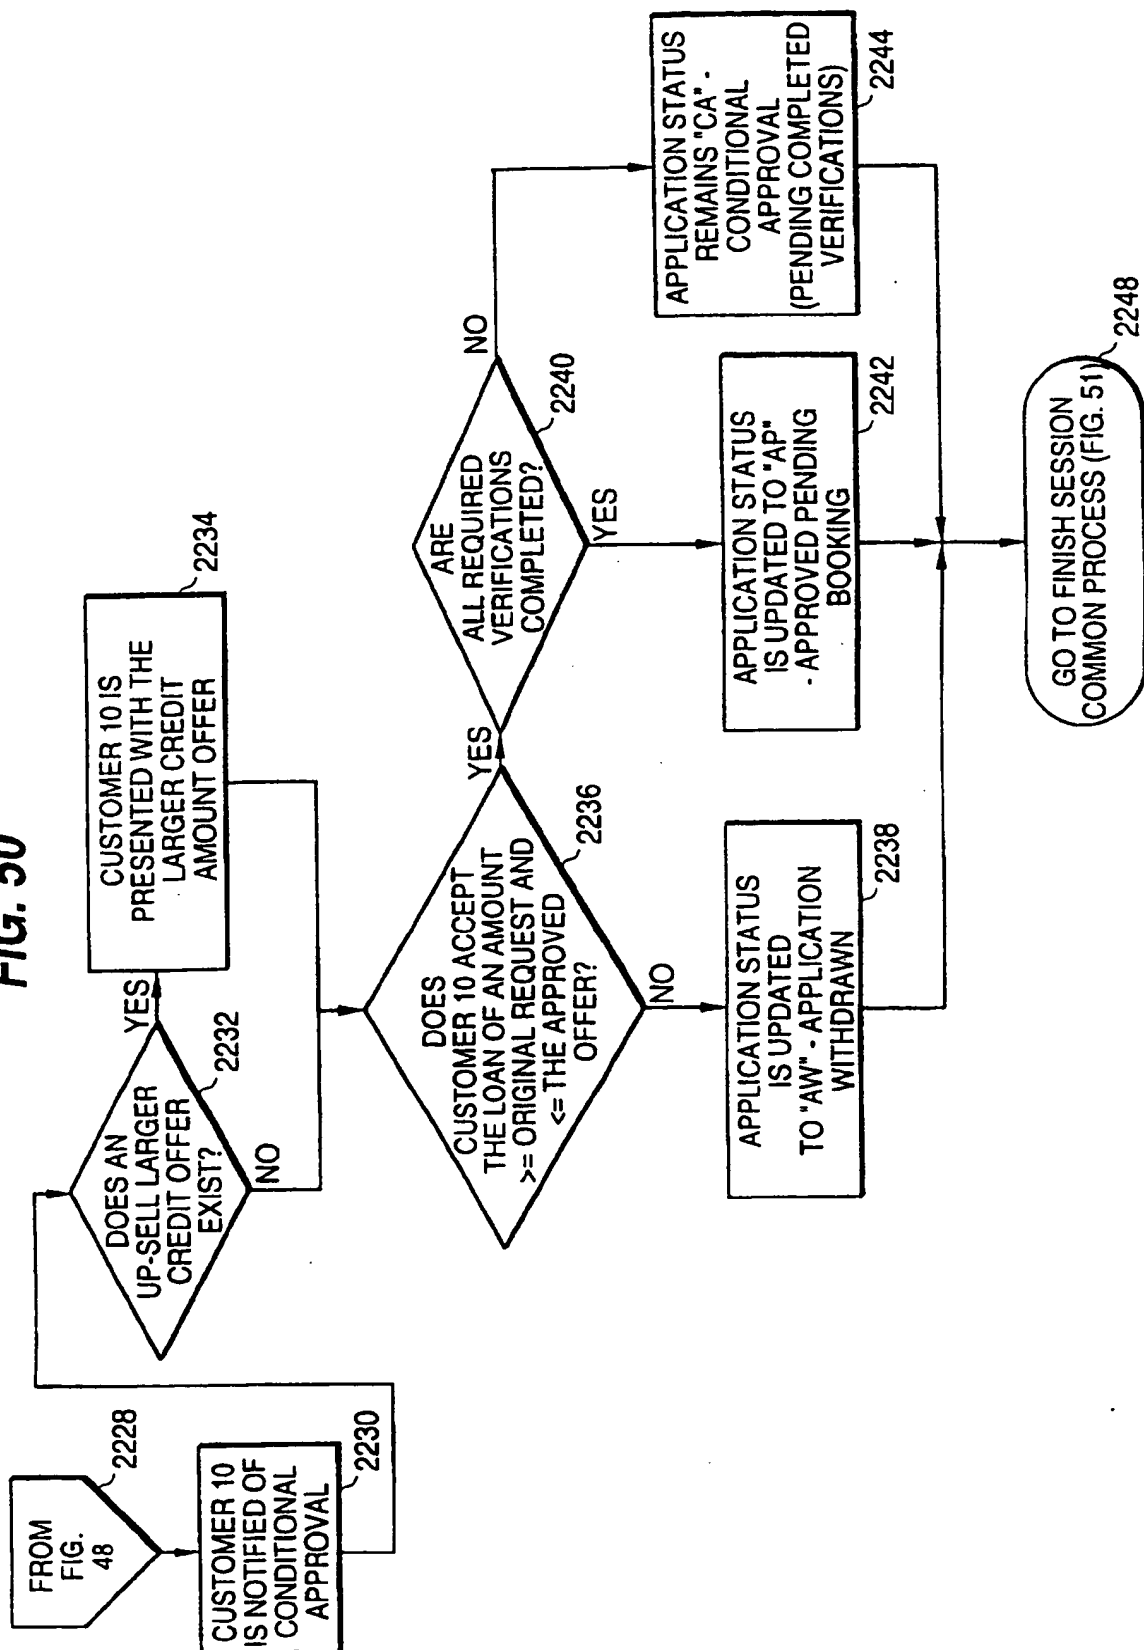 FIG. 50
FROM
FIG.
48
2228
CUSTOMER 10
IS NOTIFIED OF
CONDITIONAL
APPROVAL
2230
DOES AN
UP-SELL LARGER
CREDIT OFFER
EXIST?
2232
YES
NO
CUSTOMER 10 IS
PRESENTED WITH THE
LARGER CREDIT
AMOUNT OFFER
2234
DOES
CUSTOMER 10 ACCEPT
THE LOAN OF AN AMOUNT
>= ORIGINAL REQUEST AND
<= THE APPROVED
OFFER?
2236
YES
NO
APPLICATION STATUS
IS UPDATED
TO "AW" - APPLICATION
WITHDRAWN
2238
ARE
ALL REQUIRED
VERIFICATIONS
COMPLETED?
2240
NO
YES
APPLICATION STATUS
IS UPDATED TO "AP"
- APPROVED PENDING
BOOKING
2242
APPLICATION STATUS
REMAINS "CA" -
CONDITIONAL
APPROVAL
(PENDING COMPLETED
VERIFICATIONS)
2244
GO TO FINISH SESSION
COMMON PROCESS (FIG. 51)
2248